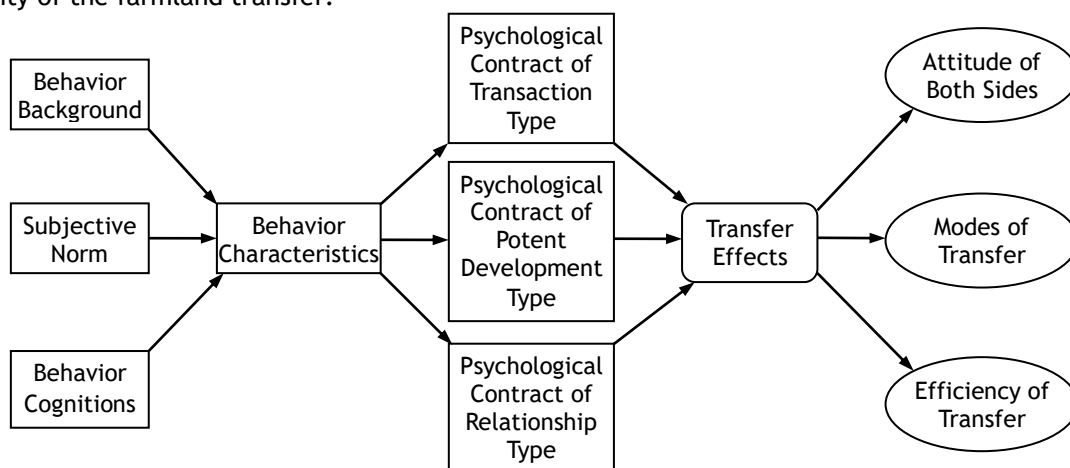 ity of the farmland transfer.
Behavior
Background
Subjective
Norm
Behavior
Cognitions
Behavior
Characteristics
Psychological
Contract of
Transaction
Type
Psychological
Contract of
Potent
Development
Type
Psychological
Contract of
Relationship
Type
Transfer
Effects
Attitude of
Both Sides
Modes of
Transfer
Efficiency of
Transfer